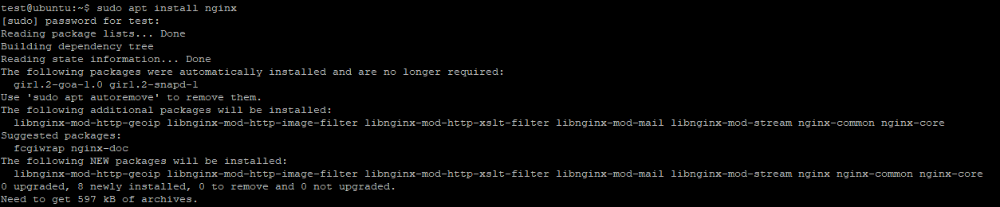 test@ubuntu:~$ sudo apt install nginx
[sudo] password for test:
Reading package lists... Done
Building dependency tree
Reading state information... Done
The following packages were automatically installed and are no longer required:
  gir1.2-goa-1.0 gir1.2-snapd-1
Use 'sudo apt autoremove' to remove them.
The following additional packages will be installed:
  libnginx-mod-http-geoip libnginx-mod-http-image-filter libnginx-mod-http-xslt-filter libnginx-mod-mail libnginx-mod-stream nginx-common nginx-core
Suggested packages:
  fcgiwrap nginx-doc
The following NEW packages will be installed:
  libnginx-mod-http-geoip libnginx-mod-http-image-filter libnginx-mod-http-xslt-filter libnginx-mod-mail libnginx-mod-stream nginx nginx-common nginx-core
0 upgraded, 8 newly installed, 0 to remove and 0 not upgraded.
Need to get 597 kB of archives.